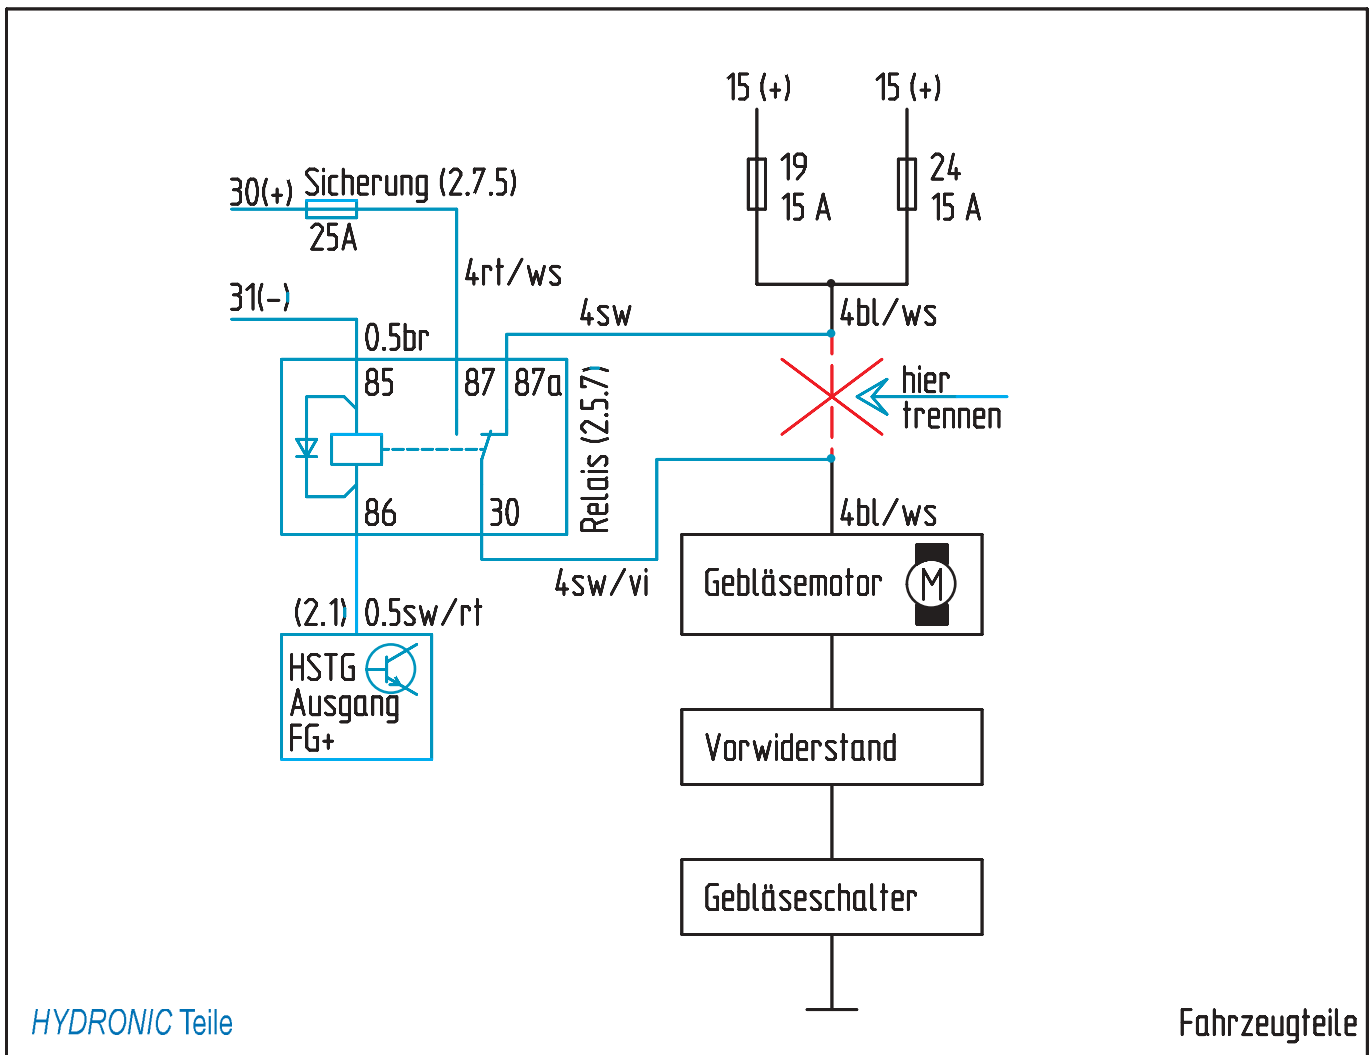 15 (+)
15 (+)
19
15 A
24
15 A
30(+)
Sicherung (2.7.5)
25A
4rt/ws
31(-)
0.5br
4sw
4bl/ws
85
87
87a
Relais (2.5.7)
hier
trennen
86
30
4sw/vi
4bl/ws
Gebläsemotor
M
(2.1)
0.5sw/rt
HSTG
Ausgang
FG+
Vorwiderstand
Gebläseschalter
HYDRONIC Teile
Fahrzeugteile